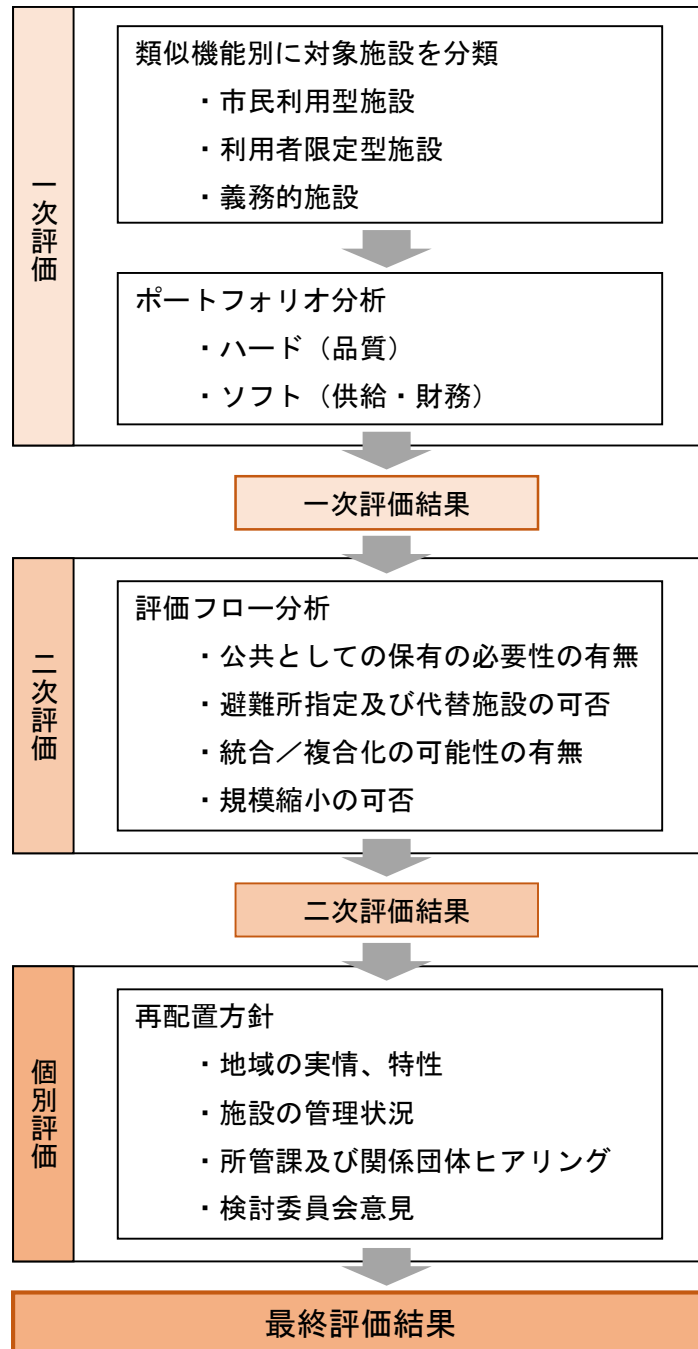 一次評価
類似機能別に対象施設を分類
・市民利用型施設
・利用者限定型施設
・義務的施設
ポートフォリオ分析
・ハード（品質）
・ソフト（供給・財務）
一次評価結果
二次評価
評価フロー分析
・公共としての保有の必要性の有無
・避難所指定及び代替施設の可否
・統合／複合化の可能性の有無
・規模縮小の可否
二次評価結果
個別評価
再配置方針
・地域の実情、特性
・施設の管理状況
・所管課及び関係団体ヒアリング
・検討委員会意見
最終評価結果